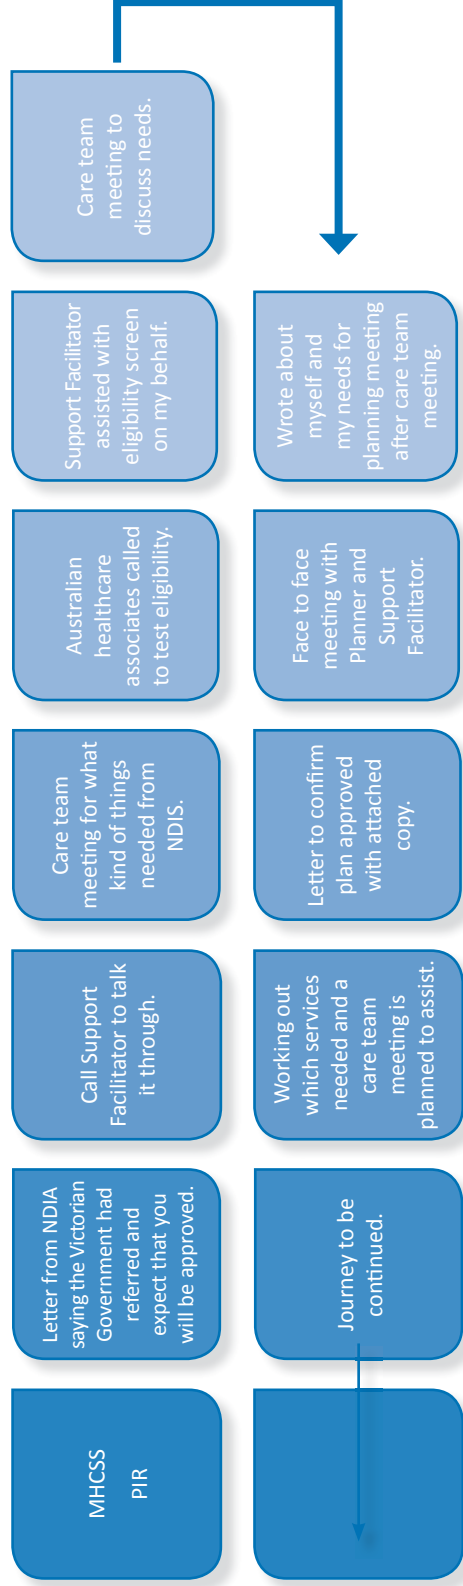 MHCSS
PIR
Letter from NDIA
saying the Victorian
Government had
referred and
expect that you
will be approved.
Call Support
Facilitator to talk
it through.
Care team
meeting for what
kind of things
needed from
NDIS.
Australian
healthcare
associates called
to test eligibility.
Support Facilitator
assisted with
eligibility screen
on my behalf.
Care team
meeting to
discuss needs.
Wrote about
myself and
my needs for
planning meeting
after care team
meeting.
Face to face
meeting with
Planner and
Support
Facilitator.
Letter to confirm
plan approved
with attached
copy.
Working out
which services
needed and a
care team
meeting is
planned to assist.
Journey to be
continued.